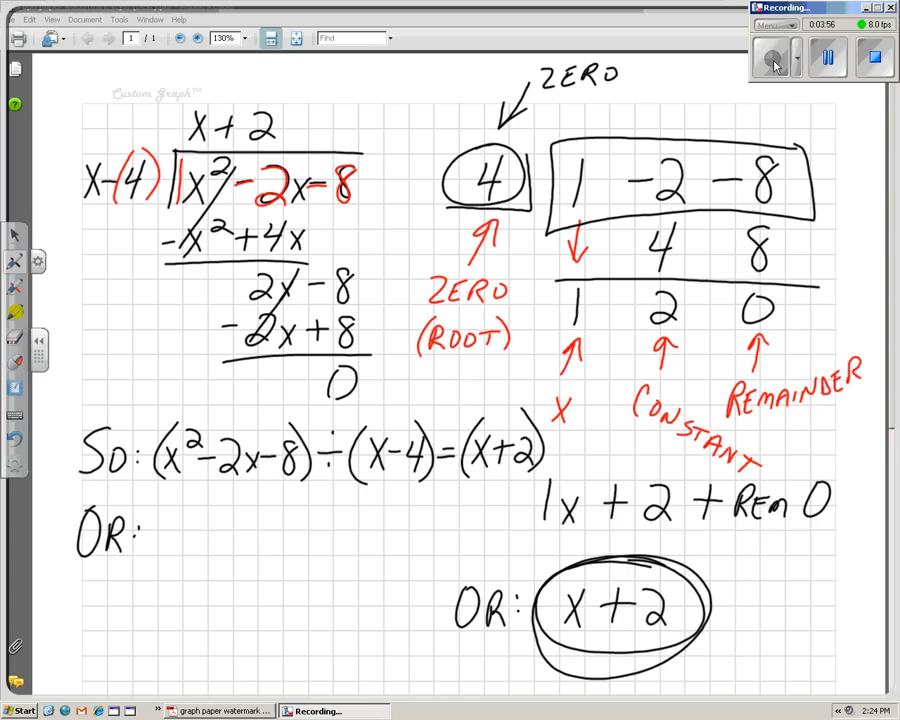 Recording...
Edit View Document Tools Window Help
Menu 0:03:56 8.0 fps
1 / 1 130% Find
Custom Graph™
ZERO
x + 2
x-(4) 1x² - 2x - 8
4 1 -2 -8
-x² + 4x
4 8
2x - 8
ZERO
(ROOT)
1 2 0
- 2x + 8
0
X
CONSTANT
REMAINDER
SO: (x²-2x-8) ÷ (x-4) = (x+2)
1x + 2 + REM 0
OR:
OR: x + 2
Start graph paper watermark ... Recording... 2:24 PM